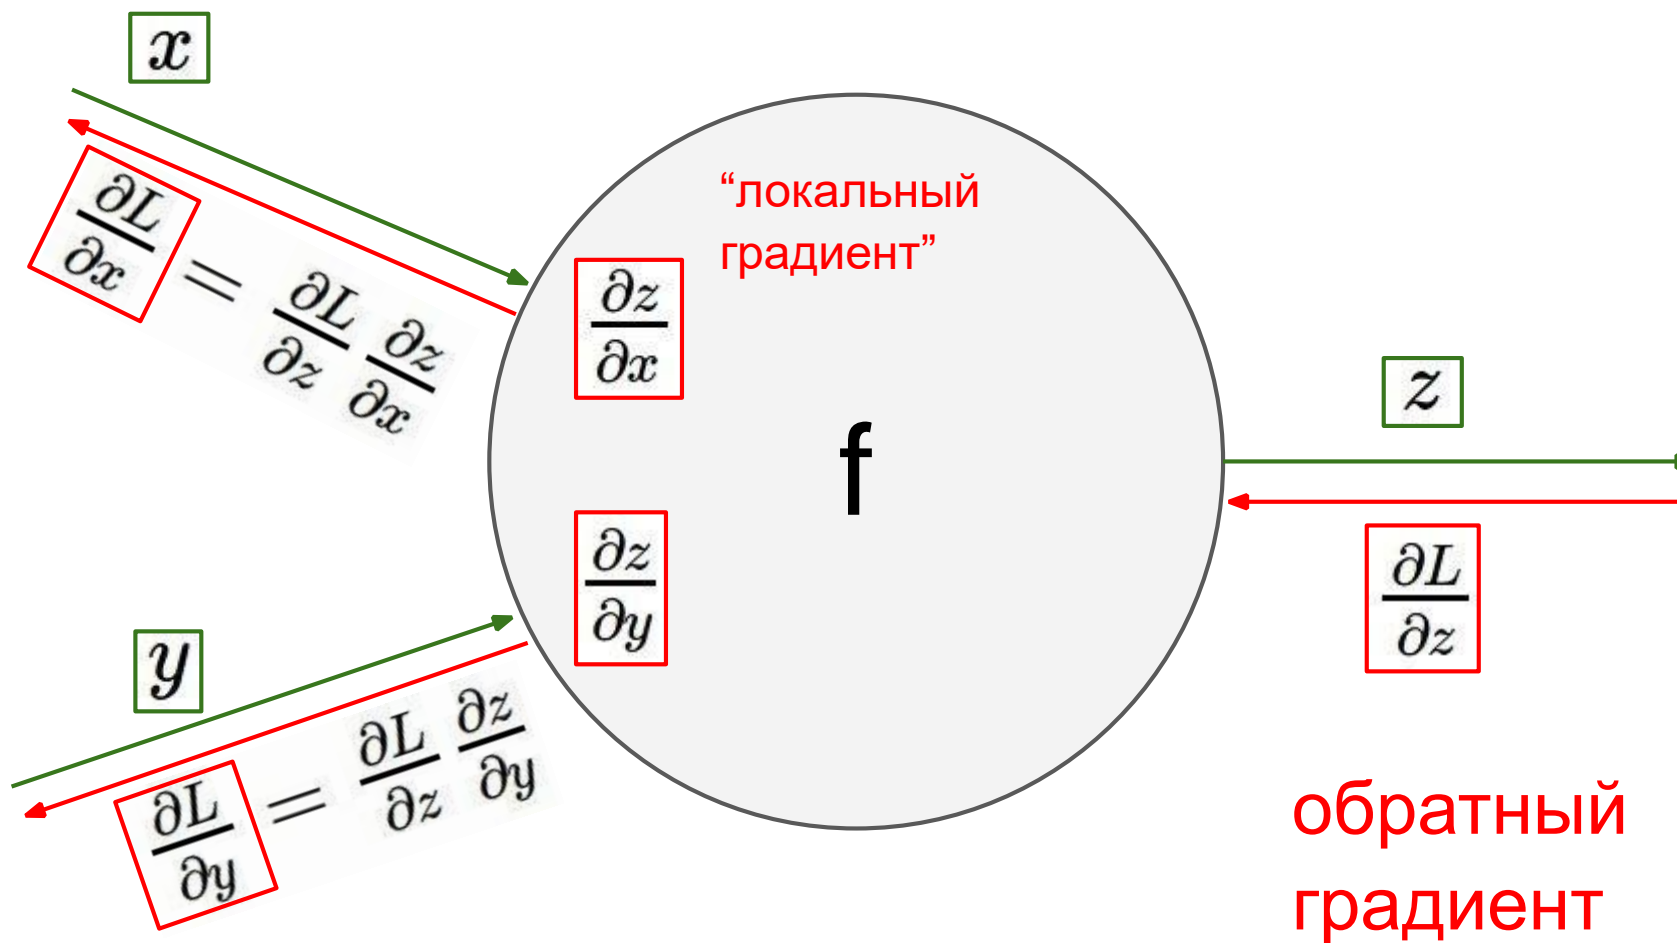 x
“локальный
градиент”
∂L/∂x = ∂L/∂z ∂z/∂x
∂z/∂x
z
f
∂z/∂y
∂L/∂z
y
∂L/∂y = ∂L/∂z ∂z/∂y
обратный
градиент